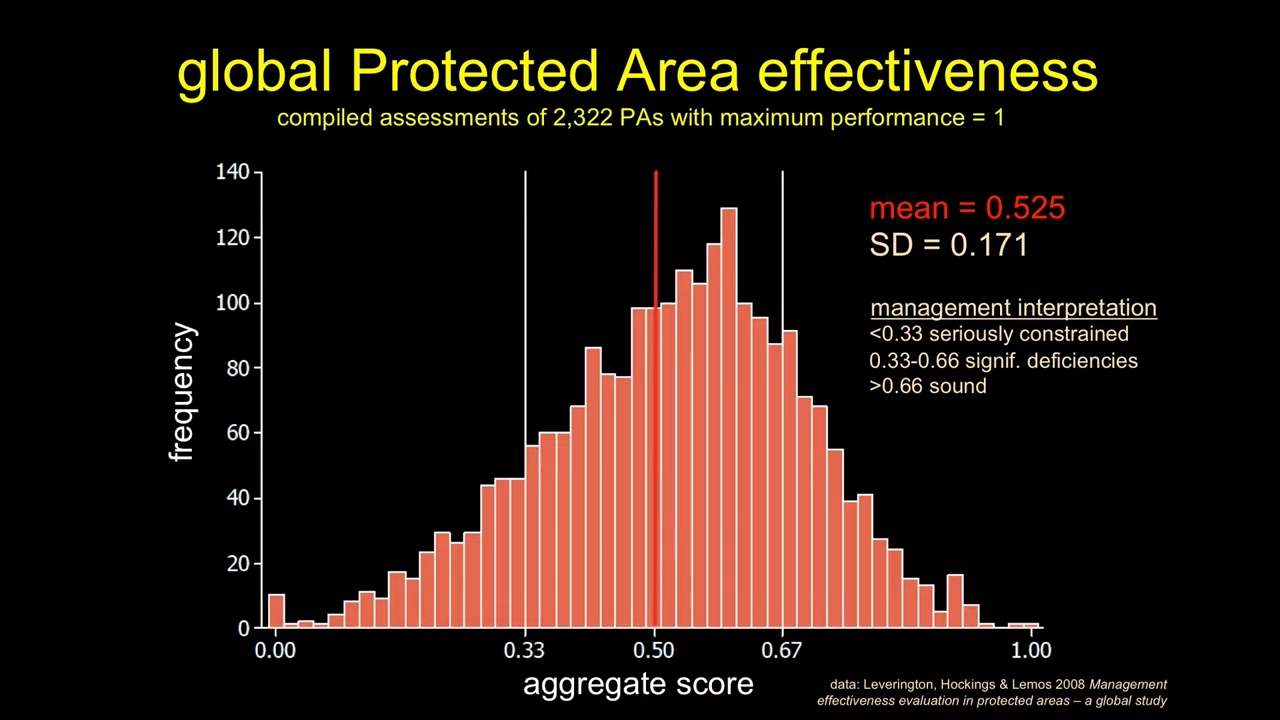 global Protected Area effectiveness
compiled assessments of 2,322 PAs with maximum performance = 1
140
120
100
80
60
40
20
0
frequency
0.00
0.33
0.50
0.67
1.00
aggregate score
mean = 0.525
SD = 0.171
management interpretation
<0.33 seriously constrained
0.33-0.66 signif. deficiencies
>0.66 sound
data: Leverington, Hockings & Lemos 2008 Management
effectiveness evaluation in protected areas – a global study